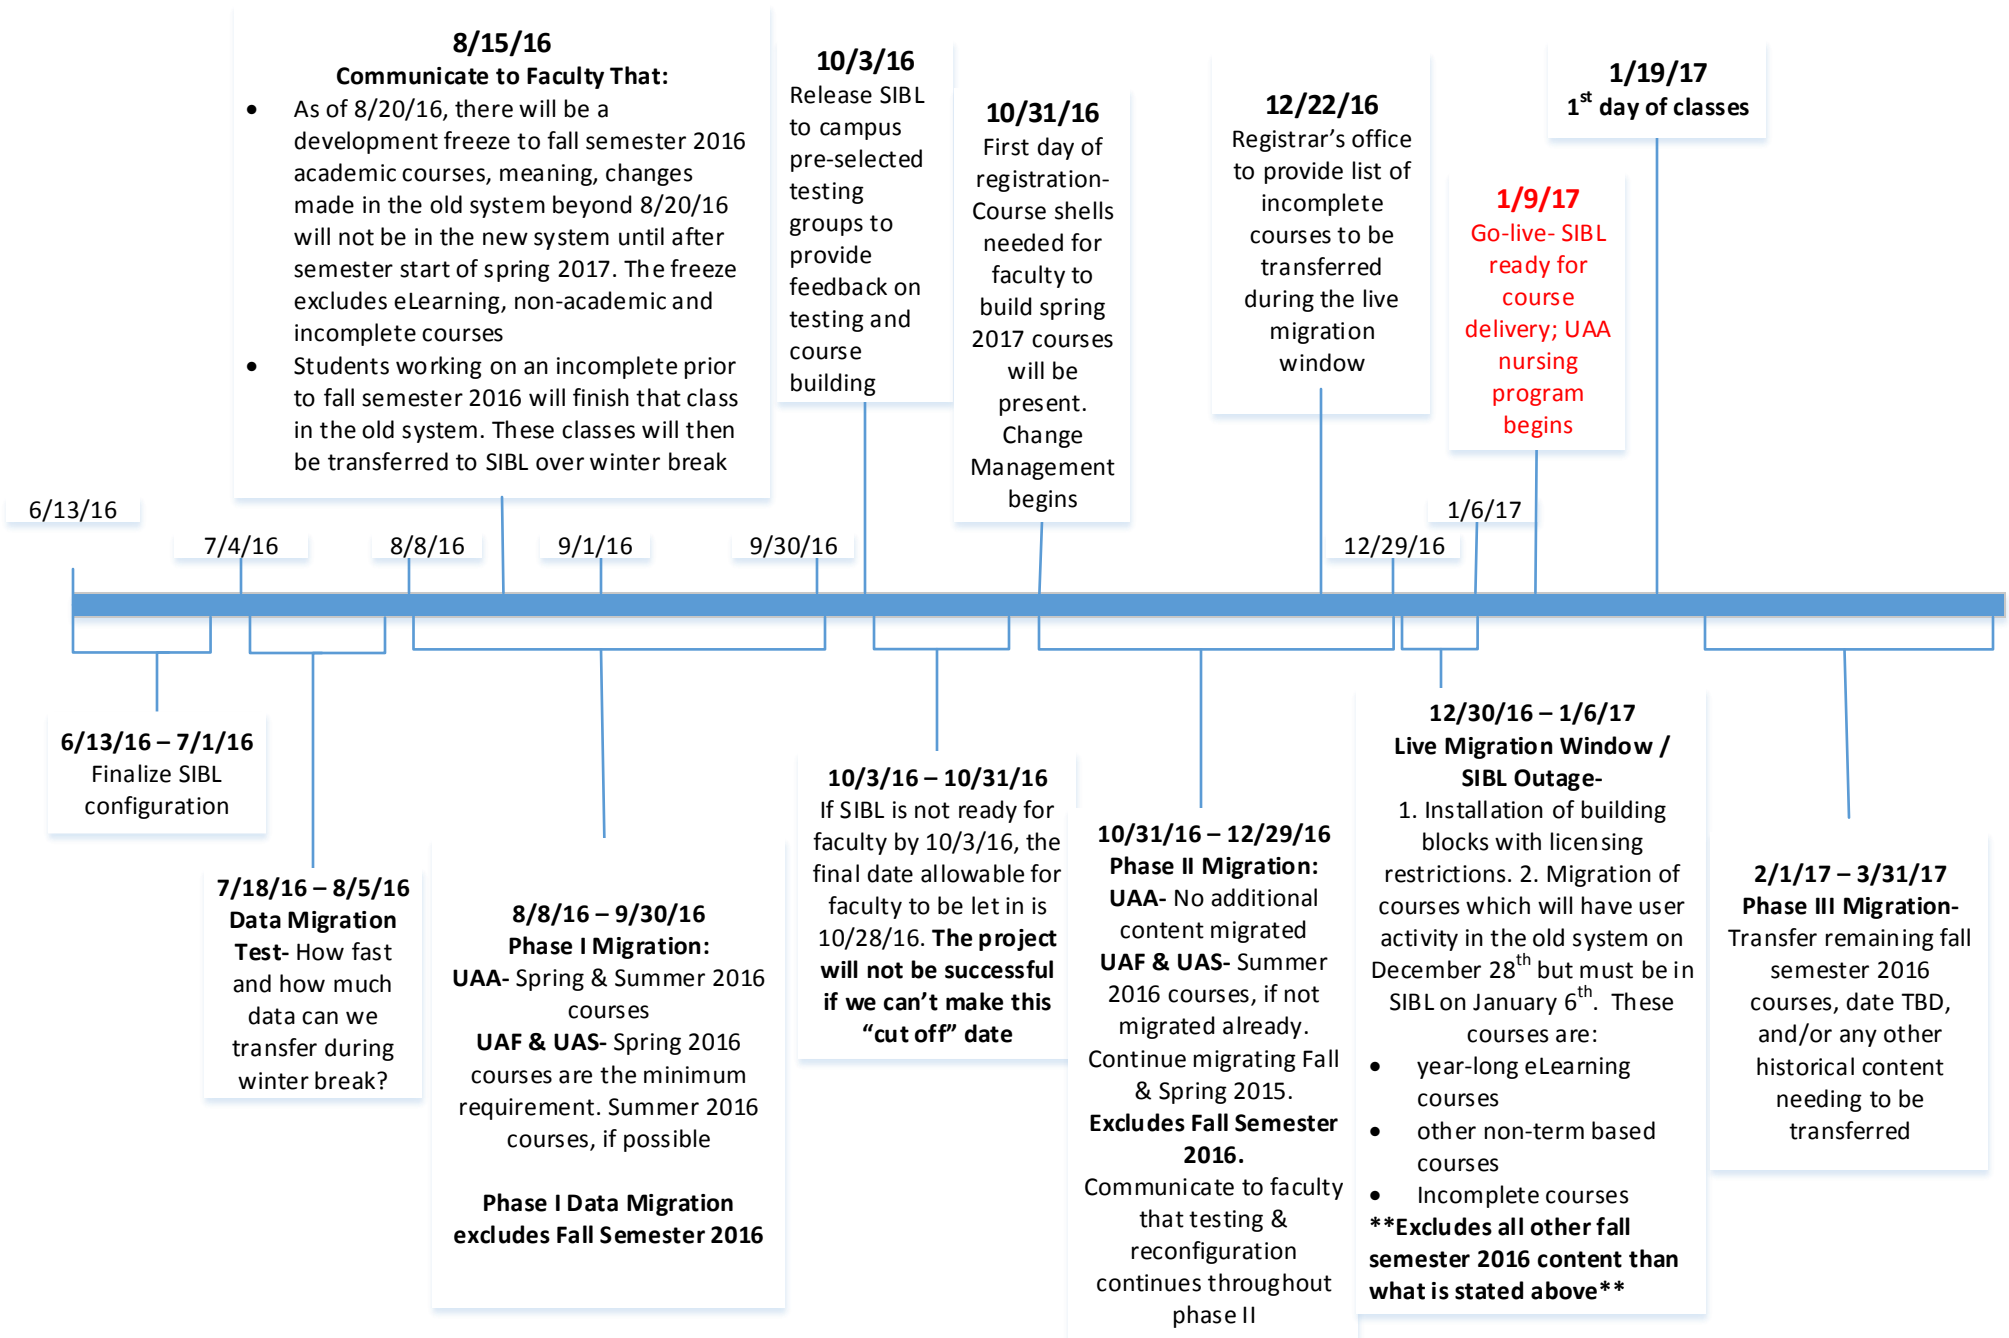 8/15/16
Communicate to Faculty That:
• As of 8/20/16, there will be a
development freeze to fall semester 2016
academic courses, meaning, changes
made in the old system beyond 8/20/16
will not be in the new system until after
semester start of spring 2017. The freeze
excludes eLearning, non-academic and
incomplete courses
• Students working on an incomplete prior
to fall semester 2016 will finish that class
in the old system. These classes will then
be transferred to SIBL over winter break
10/3/16
Release SIBL
to campus
pre-selected
testing
groups to
provide
feedback on
testing and
course
building
10/31/16
First day of
registration-
Course shells
needed for
faculty to
build spring
2017 courses
will be
present.
Change
Management
begins
12/22/16
Registrar’s office
to provide list of
incomplete
courses to be
transferred
during the live
migration
window
1/9/17
Go-live- SIBL
ready for
course
delivery; UAA
nursing
program
begins
1/19/17
1st day of classes
6/13/16
7/4/16
8/8/16
9/1/16
9/30/16
12/29/16
1/6/17
6/13/16 – 7/1/16
Finalize SIBL
configuration
7/18/16 – 8/5/16
Data Migration
Test- How fast
and how much
data can we
transfer during
winter break?
8/8/16 – 9/30/16
Phase I Migration:
UAA- Spring & Summer 2016
courses
UAF & UAS- Spring 2016
courses are the minimum
requirement. Summer 2016
courses, if possible
Phase I Data Migration
excludes Fall Semester 2016
10/3/16 – 10/31/16
If SIBL is not ready for
faculty by 10/3/16, the
final date allowable for
faculty to be let in is
10/28/16. The project
will not be successful
if we can’t make this
“cut off” date
10/31/16 – 12/29/16
Phase II Migration:
UAA- No additional
content migrated
UAF & UAS- Summer
2016 courses, if not
migrated already.
Continue migrating Fall
& Spring 2015.
Excludes Fall Semester
2016.
Communicate to faculty
that testing &
reconfiguration
continues throughout
phase II
12/30/16 – 1/6/17
Live Migration Window /
SIBL Outage-
1. Installation of building
blocks with licensing
restrictions. 2. Migration of
courses which will have user
activity in the old system on
December 28th but must be in
SIBL on January 6th. These
courses are:
• year-long eLearning
courses
• other non-term based
courses
• Incomplete courses
**Excludes all other fall
semester 2016 content than
what is stated above**
2/1/17 – 3/31/17
Phase III Migration-
Transfer remaining fall
semester 2016
courses, date TBD,
and/or any other
historical content
needing to be
transferred